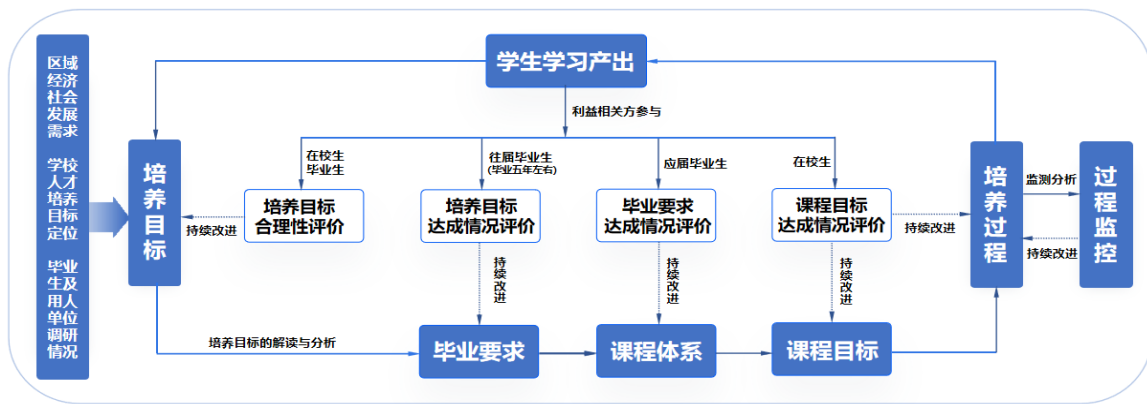 学生学习产出
区域
经济
社会
发展
需求
学校
人才
培养
目标
定位
毕业
生及
用人
单位
调研
情况
培养目标
利益相关方参与
在校生
毕业生
往届毕业生
(毕业五年左右)
应届毕业生
在校生
培养目标
合理性评价
培养目标
达成情况评价
毕业要求
达成情况评价
课程目标
达成情况评价
持续改进
持续改进
持续改进
持续改进
持续改进
培养过程
监测分析
持续改进
过程监控
培养目标的解读与分析
毕业要求
课程体系
课程目标